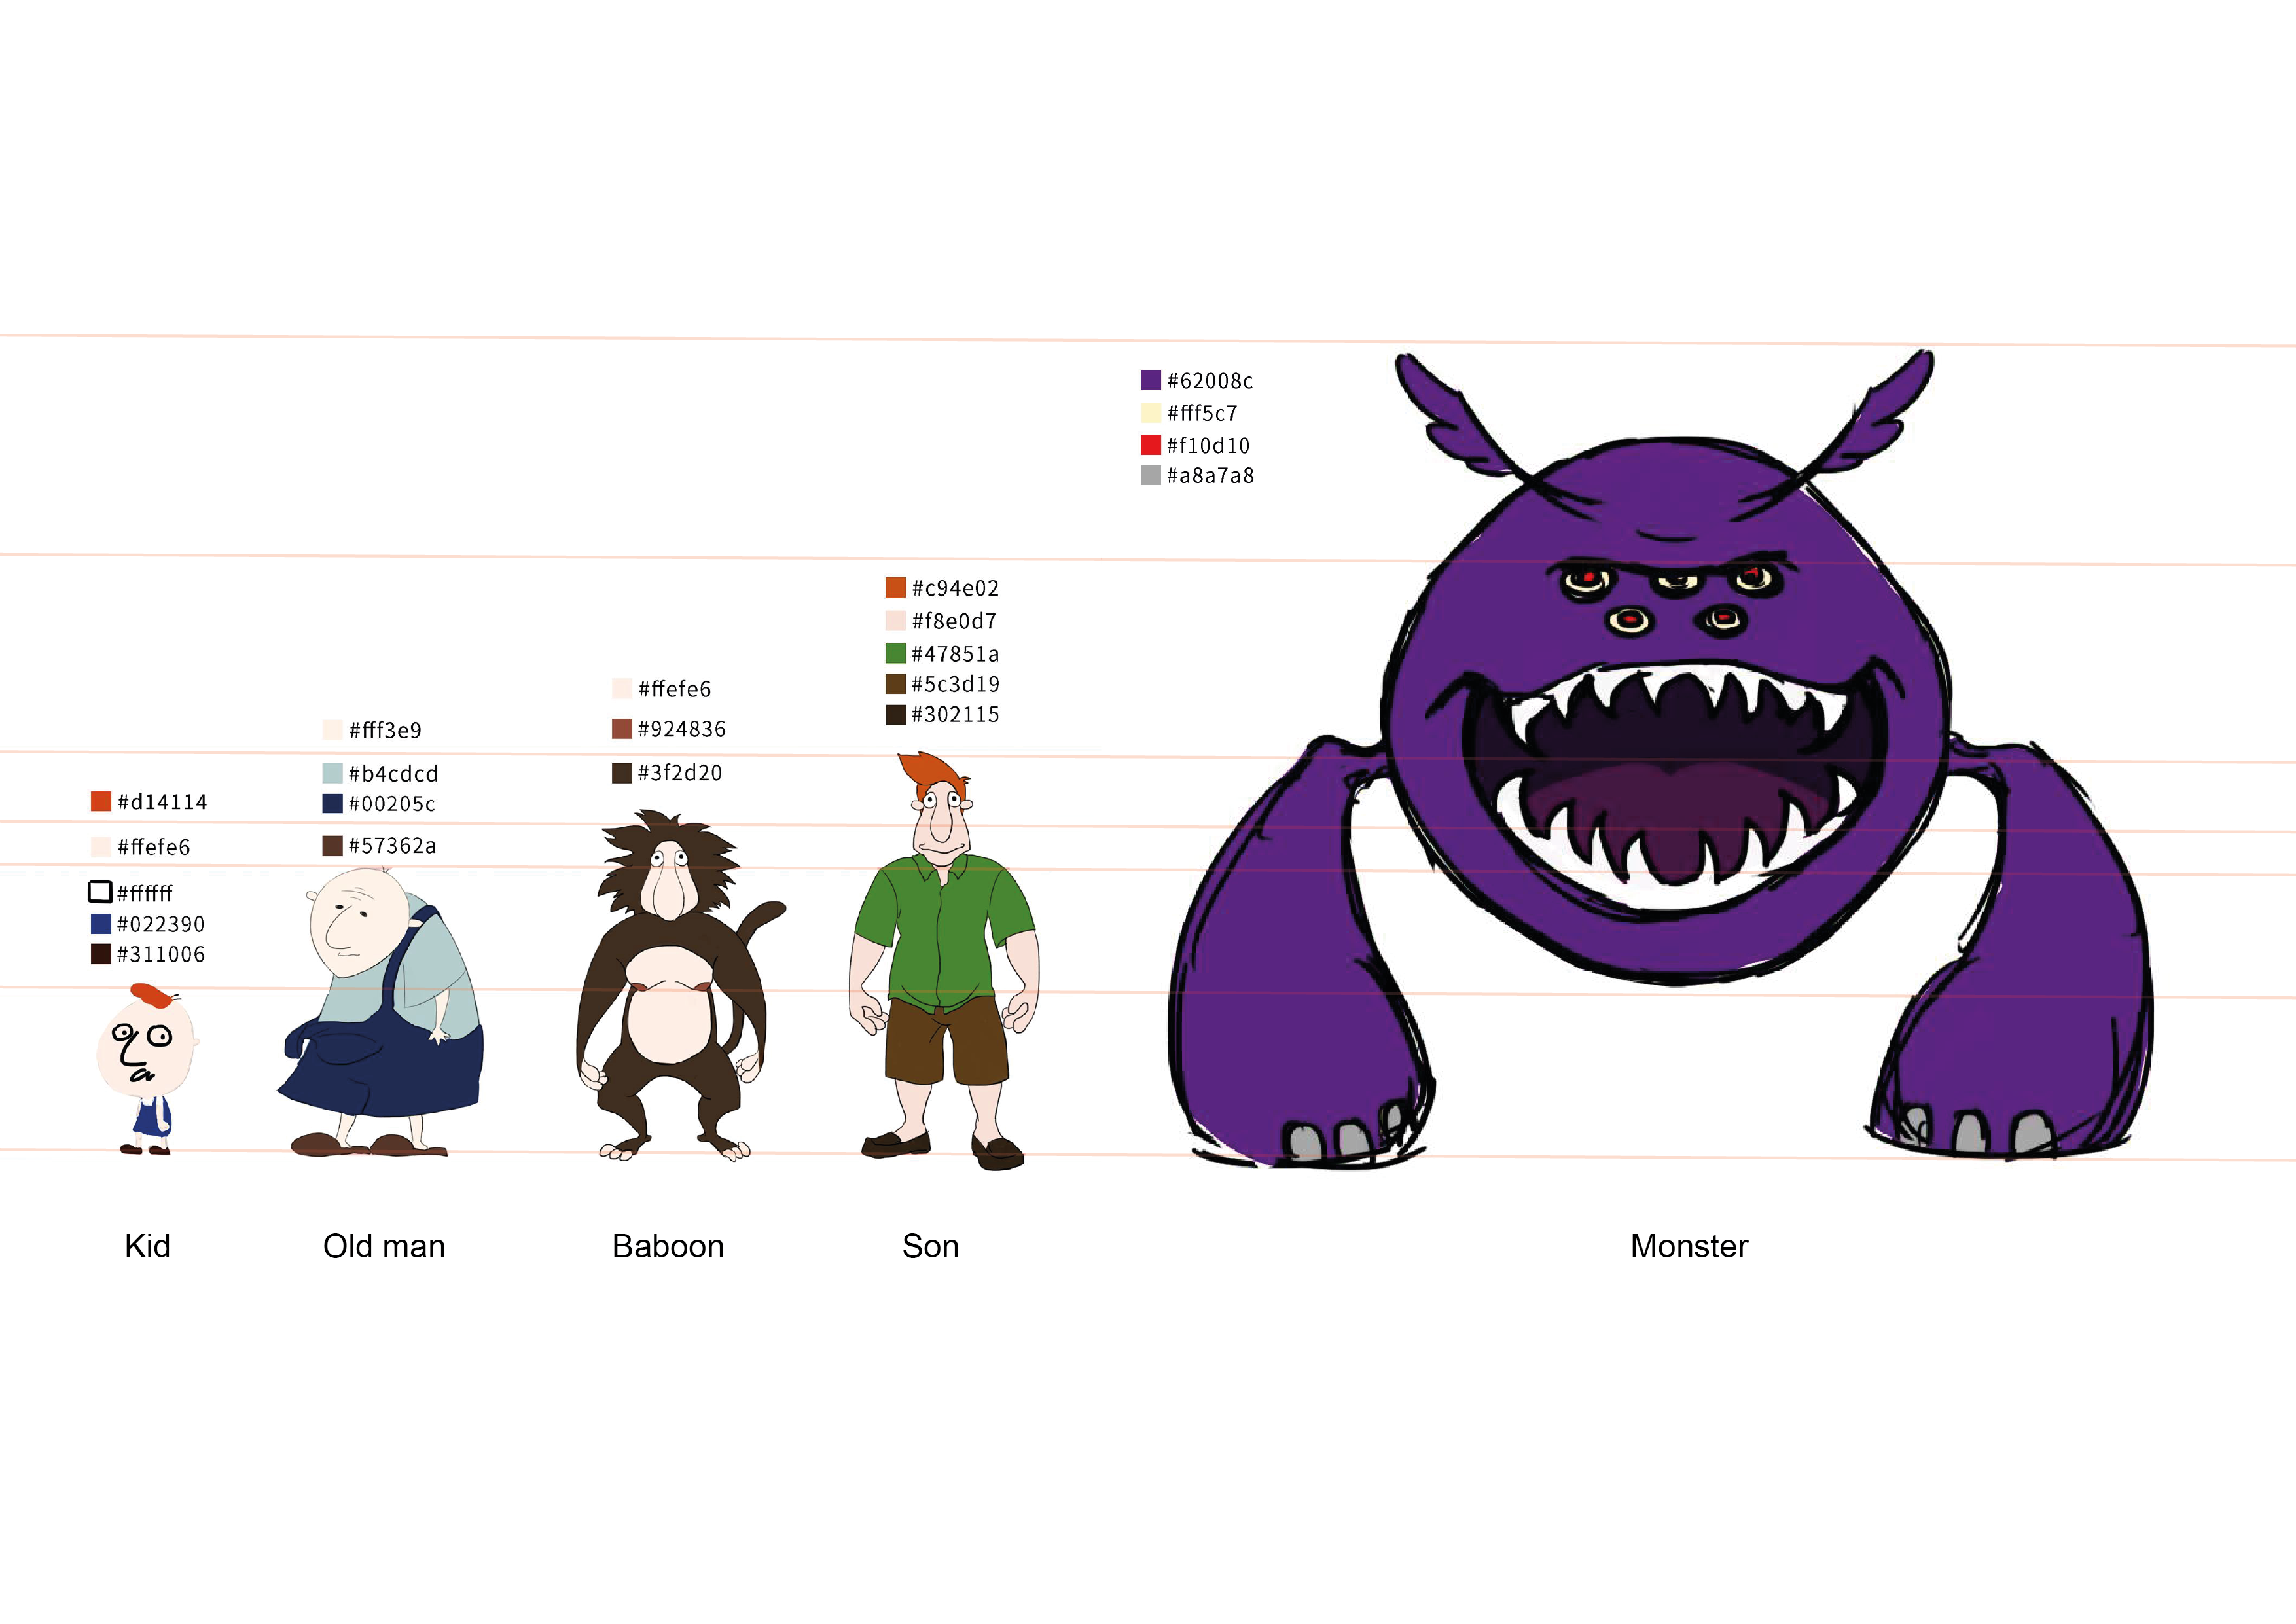 #d14114
#ffefe6
#ffffff
#022390
#311006
#fff3e9
#b4cdcd
#00205c
#57362a
#ffefe6
#924836
#3f2d20
#c94e02
#f8e0d7
#47851a
#5c3d19
#302115
#62008c
#fff5c7
#f10d10
#a8a7a8
Kid
Old man
Baboon
Son
Monster